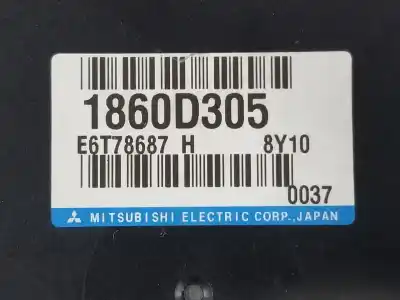 1860D305
E6T78687 H 8Y10
0037
MITSUBISHI ELECTRIC CORP.,JAPAN